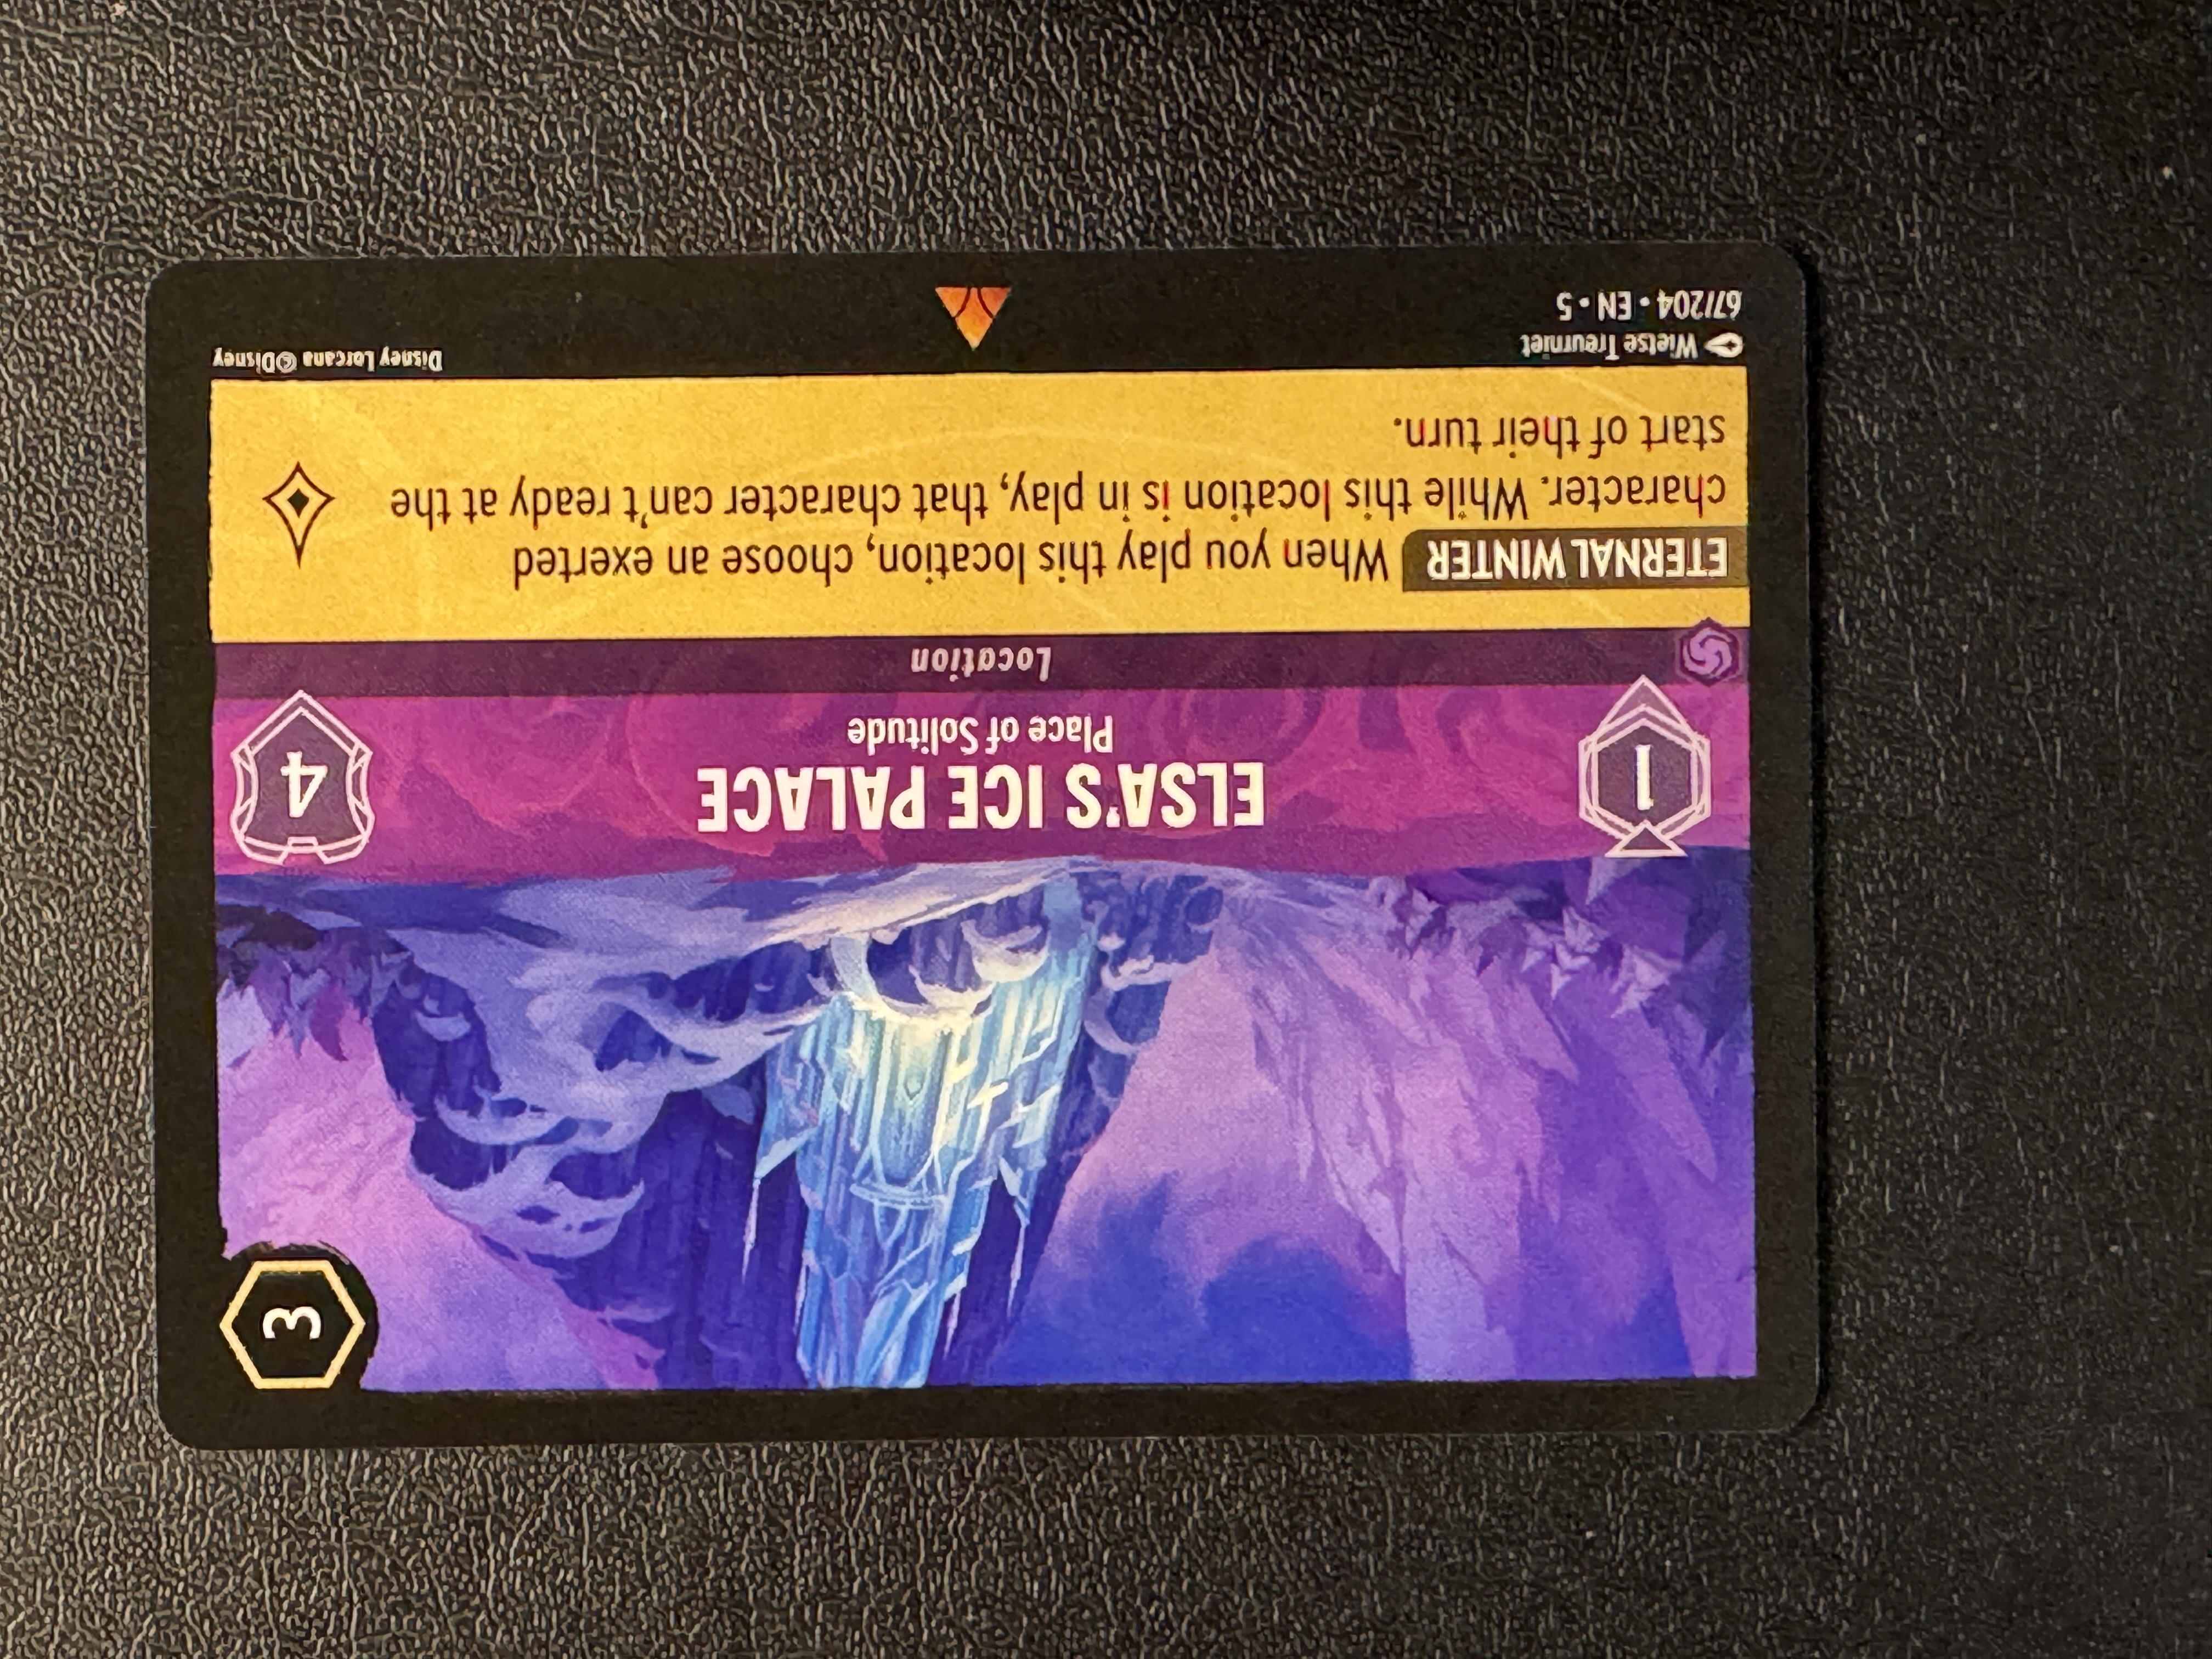 3
1
ELSA'S ICE PALACE
Place of Solitude
4
Location
ETERNAL WINTER When you play this location, choose an exerted
character. While this location is in play, that character can't ready at the
start of their turn.
Wietse Treurniet
67/204 • EN • 5
Disney Lorcana ©Disney